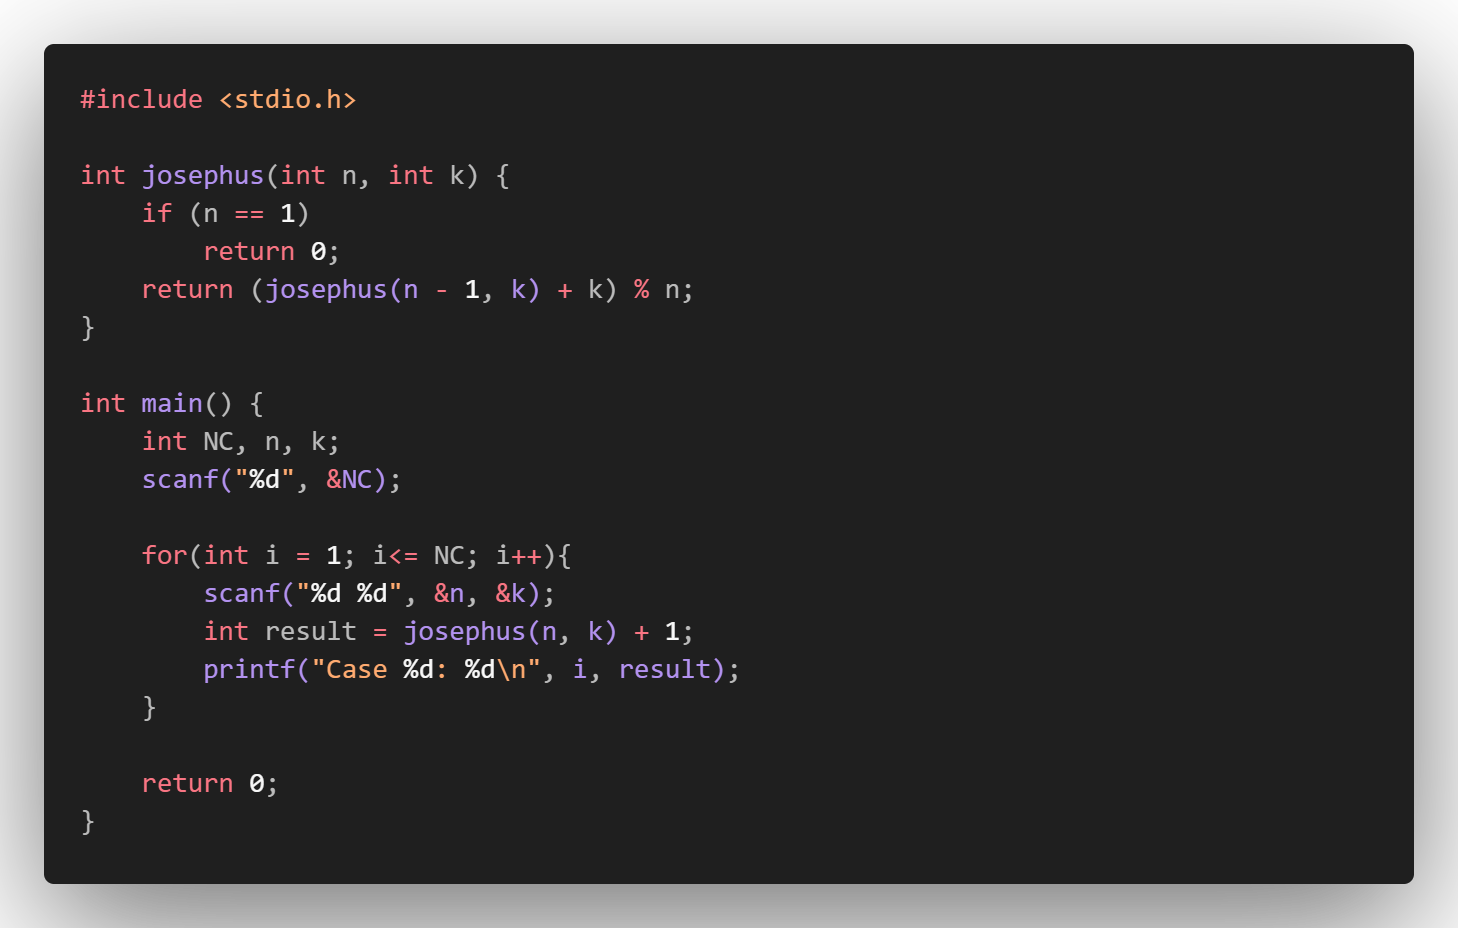 #include <stdio.h>

int josephus(int n, int k) {
    if (n == 1)
        return 0;
    return (josephus(n - 1, k) + k) % n;
}

int main() {
    int NC, n, k;
    scanf("%d", &NC);

    for(int i = 1; i<= NC; i++){
        scanf("%d %d", &n, &k);
        int result = josephus(n, k) + 1;
        printf("Case %d: %d\n", i, result);
    }

    return 0;
}